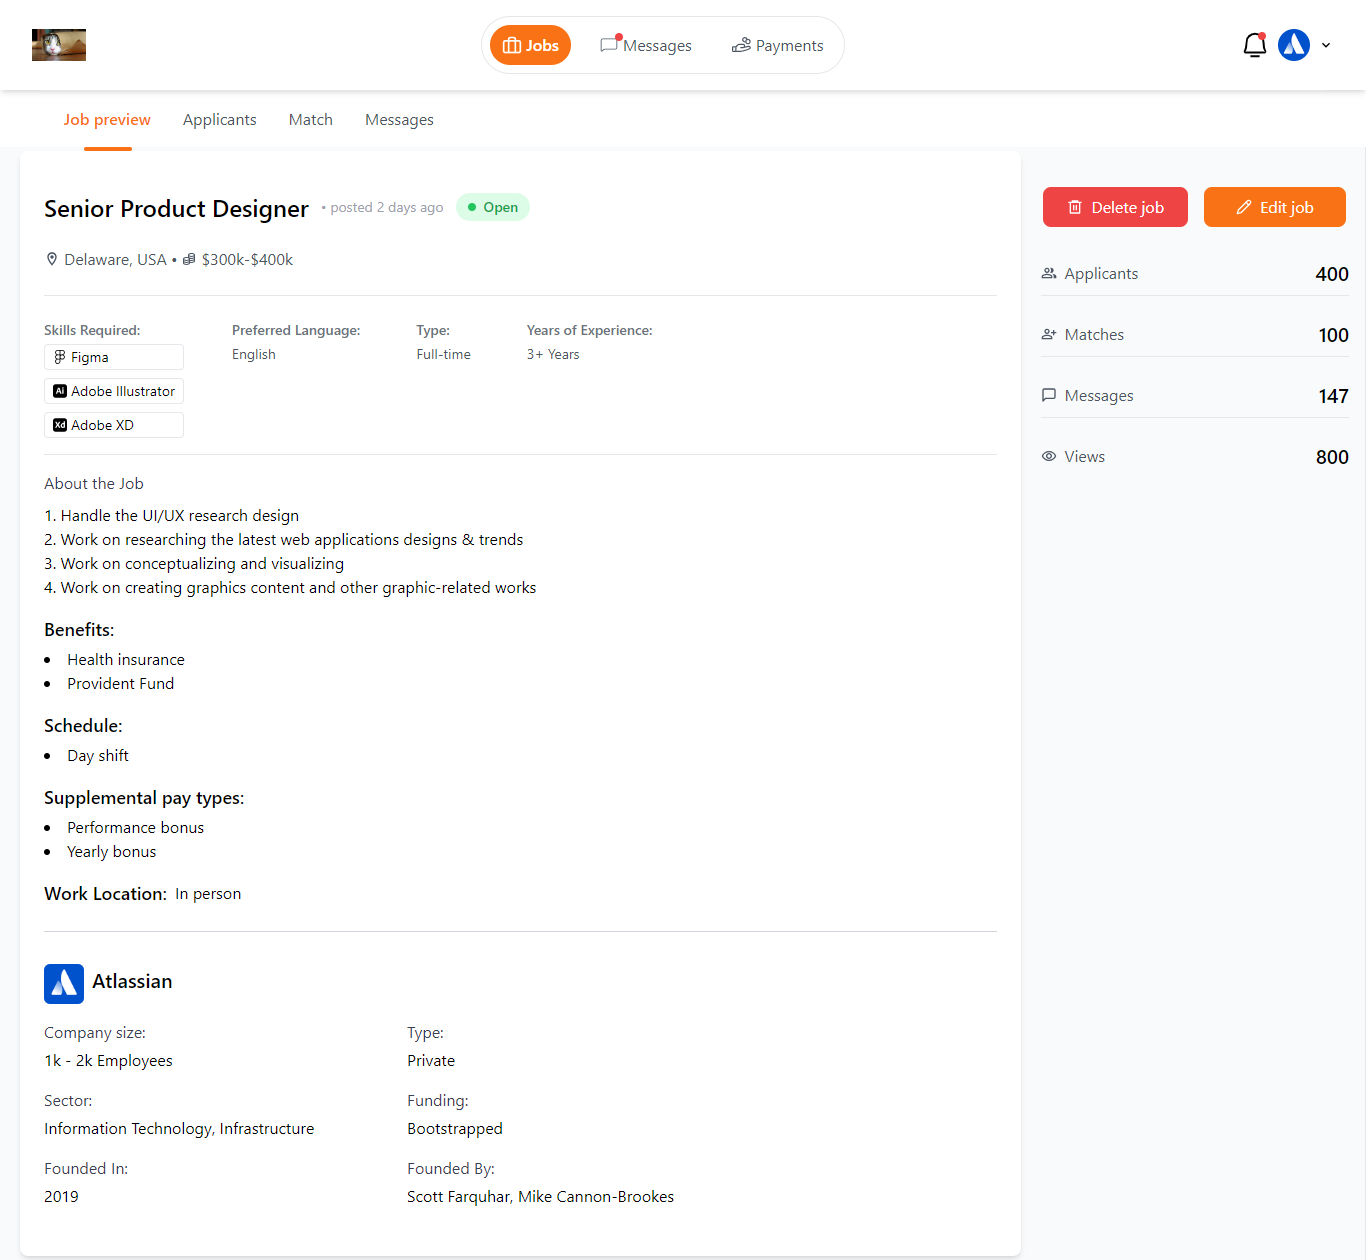 Jobs
Messages
Payments
Job preview
Applicants
Match
Messages
Senior Product Designer • posted 2 days ago Open
Delaware, USA • $300k-$400k
Skills Required:
Figma
Ai Adobe Illustrator
Xd Adobe XD
Preferred Language:
English
Type:
Full-time
Years of Experience:
3+ Years
About the Job
1. Handle the UI/UX research design
2. Work on researching the latest web applications designs & trends
3. Work on conceptualizing and visualizing
4. Work on creating graphics content and other graphic-related works
Benefits:
• Health insurance
• Provident Fund
Schedule:
• Day shift
Supplemental pay types:
• Performance bonus
• Yearly bonus
Work Location: In person
Atlassian
Company size:
1k - 2k Employees
Type:
Private
Sector:
Information Technology, Infrastructure
Funding:
Bootstrapped
Founded In:
2019
Founded By:
Scott Farquhar, Mike Cannon-Brookes
Delete job
Edit job
Applicants 400
Matches 100
Messages 147
Views 800